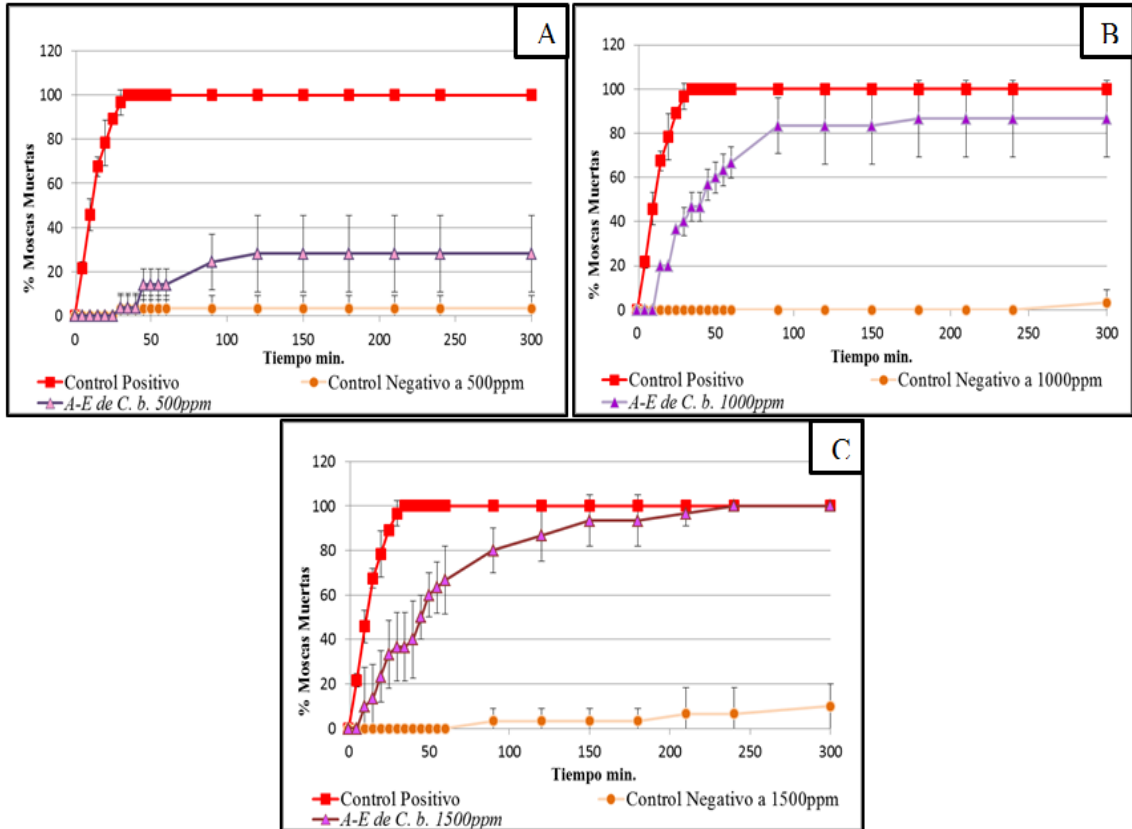 A
120
100
80
60
40
20
0
% Moscas Muertas
0 50 100 150 200 250 300
Tiempo min.
Control Positivo
Control Negativo a 500ppm
A-E de C. b. 500ppm
B
120
100
80
60
40
20
0
% Moscas Muertas
0 50 100 150 200 250 300
Tiempo min.
Control Positivo
Control Negativo a 1000ppm
A-E de C. b. 1000ppm
C
120
100
80
60
40
20
0
% Moscas Muertas
0 50 100 150 200 250 300
Tiempo min.
Control Positivo
Control Negativo a 1500ppm
A-E de C. b. 1500ppm